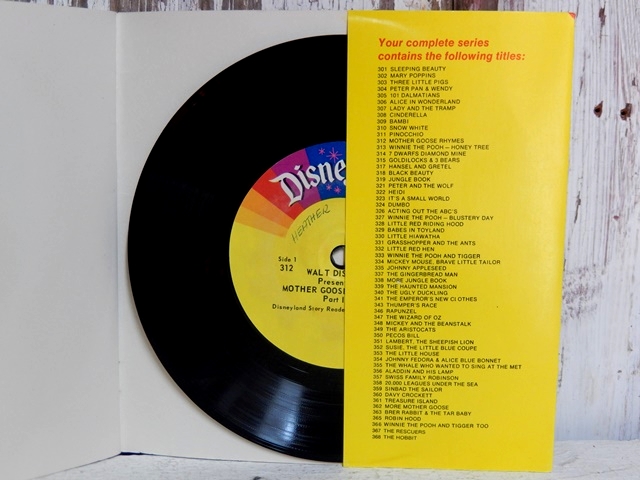 Disne
HEATHER
Side 1
312
WALT DIS
Presen
MOTHER GOOSE
Part I
Disneyland Story Reade
Your complete series
contains the following titles:
301 SLEEPING BEAUTY
302 MARY POPPINS
303 THREE LITTLE PIGS
304 PETER PAN & WENDY
305 101 DALMATIANS
306 ALICE IN WONDERLAND
307 LADY AND THE TRAMP
308 CINDERELLA
309 BAMBI
310 SNOW WHITE
311 PINOCCHIO
312 MOTHER GOOSE RHYMES
313 WINNIE THE POOH – HONEY TREE
314 7 DWARFS DIAMOND MINE
315 GOLDILOCKS & 3 BEARS
317 HANSEL AND GRETEL
318 BLACK BEAUTY
319 JUNGLE BOOK
321 PETER AND THE WOLF
322 HEIDI
323 IT'S A SMALL WORLD
324 DUMBO
326 ACTING OUT THE ABC'S
327 WINNIE THE POOH – BLUSTERY DAY
328 LITTLE RED RIDING HOOD
329 BABES IN TOYLAND
330 LITTLE HIAWATHA
331 GRASSHOPPER AND THE ANTS
332 LITTLE RED HEN
333 WINNIE THE POOH AND TIGGER
334 MICKEY MOUSE, BRAVE LITTLE TAILOR
335 JOHNNY APPLESEED
337 THE GINGERBREAD MAN
338 MORE JUNGLE BOOK
339 THE HAUNTED MANSION
340 THE UGLY DUCKLING
341 THE EMPEROR'S NEW CLOTHES
343 THUMPER'S RACE
346 RAPUNZEL
347 THE WIZARD OF OZ
348 MICKEY AND THE BEANSTALK
349 THE ARISTOCATS
350 PECOS BILL
351 LAMBERT, THE SHEEPISH LION
352 SUSIE, THE LITTLE BLUE COUPE
353 THE LITTLE HOUSE
354 JOHNNY FEDORA & ALICE BLUE BONNET
355 THE WHALE WHO WANTED TO SING AT THE MET
356 ALADDIN AND HIS LAMP
357 SWISS FAMILY ROBINSON
358 20,000 LEAGUES UNDER THE SEA
359 SINBAD THE SAILOR
360 DAVY CROCKETT
361 TREASURE ISLAND
362 MORE MOTHER GOOSE
363 BRER RABBIT & THE TAR BABY
365 ROBIN HOOD
366 WINNIE THE POOH AND TIGGER TOO
367 THE RESCUERS
368 THE HOBBIT